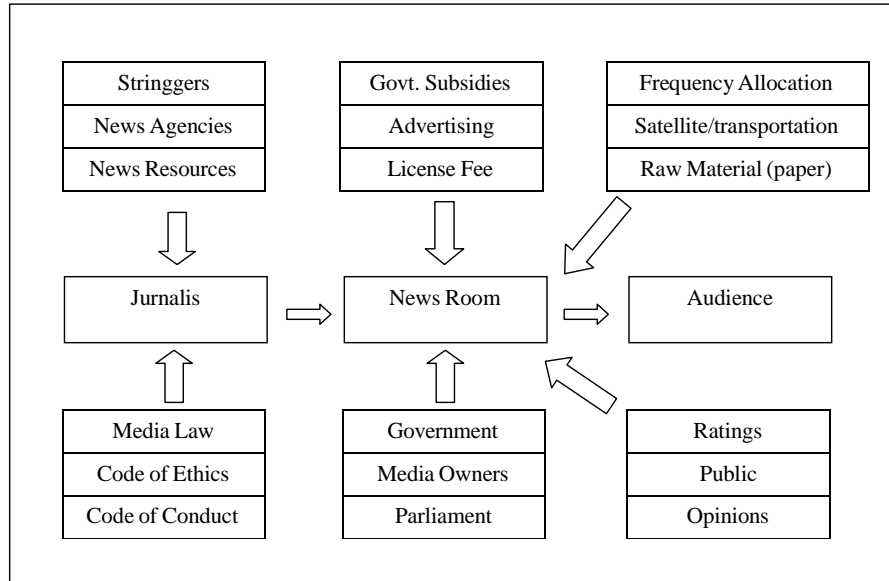 Stringgers
News Agencies
News Resources
Govt. Subsidies
Advertising
License Fee
Frequency Allocation
Satellite/transportation
Raw Material (paper)
Jurnalis
News Room
Audience
Media Law
Code of Ethics
Code of Conduct
Government
Media Owners
Parliament
Ratings
Public
Opinions